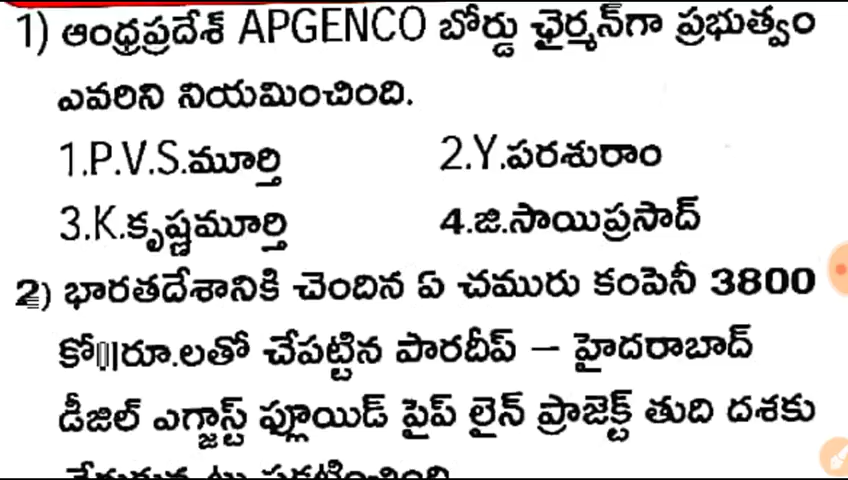 1) ఆంధ్రప్రదేశ్ APGENCO బోర్డు ఛైర్మన్‌గా ప్రభుత్వం
ఎవరిని నియమించింది.
1.P.V.S.మూర్తి 2.Y.పరశురాం
3.K.కృష్ణమూర్తి 4.జి.సాయిప్రసాద్
2) భారతదేశానికి చెందిన ఏ చమురు కంపెనీ 3800
కో||రూ.లతో చేపట్టిన పారదీప్ – హైదరాబాద్
డీజిల్ ఎగ్జాస్ట్ ఫ్లూయిడ్ పైప్ లైన్ ప్రాజెక్ట్ తుది దశకు